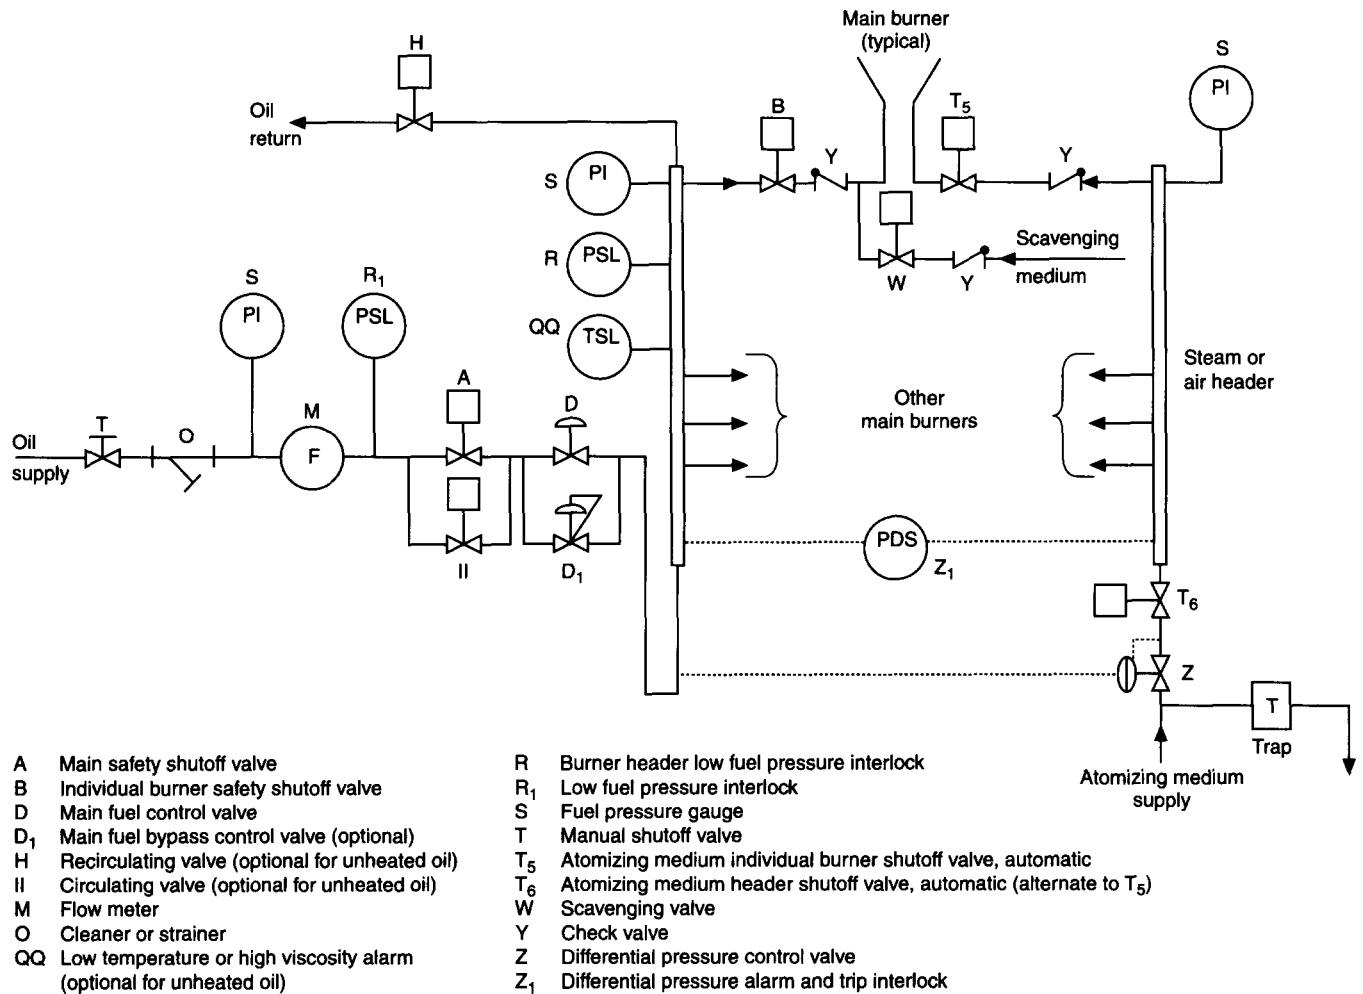 Main burner
(typical)
H
S
PI
Oil
return
B
Y
T5
Y
S
PI
R
PSL
Scavenging
medium
W
Y
S
PI
R1
PSL
QQ
TSL
Steam or
air header
A
D
Other
main burners
T
O
M
F
Oil
supply
II
D1
PDS
Z1
T6
Z
T
Trap
Atomizing medium
supply
A Main safety shutoff valve
B Individual burner safety shutoff valve
D Main fuel control valve
D1 Main fuel bypass control valve (optional)
H Recirculating valve (optional for unheated oil)
II Circulating valve (optional for unheated oil)
M Flow meter
O Cleaner or strainer
QQ Low temperature or high viscosity alarm
(optional for unheated oil)
R Burner header low fuel pressure interlock
R1 Low fuel pressure interlock
S Fuel pressure gauge
T Manual shutoff valve
T5 Atomizing medium individual burner shutoff valve, automatic
T6 Atomizing medium header shutoff valve, automatic (alternate to T5)
W Scavenging valve
Y Check valve
Z Differential pressure control valve
Z1 Differential pressure alarm and trip interlock